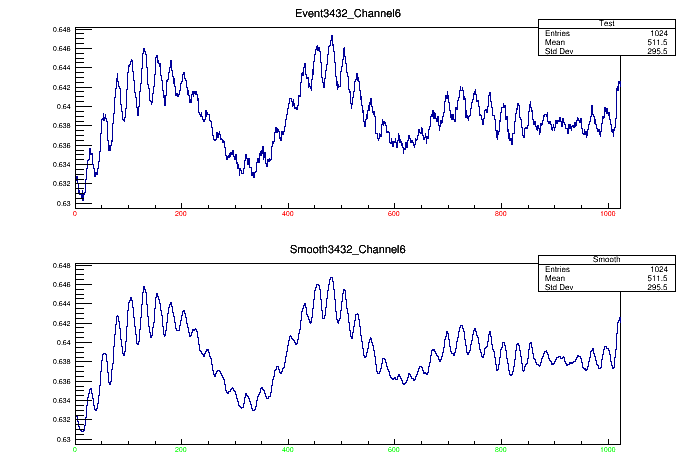 Event3432_Channel6
Test
Entries 1024
Mean 511.5
Std Dev 295.5
0.648
0.646
0.644
0.642
0.64
0.638
0.636
0.634
0.632
0.63
0 200 400 600 800 1000
Smooth3432_Channel6
Smooth
Entries 1024
Mean 511.5
Std Dev 295.5
0.648
0.646
0.644
0.642
0.64
0.638
0.636
0.634
0.632
0.63
0 200 400 600 800 1000